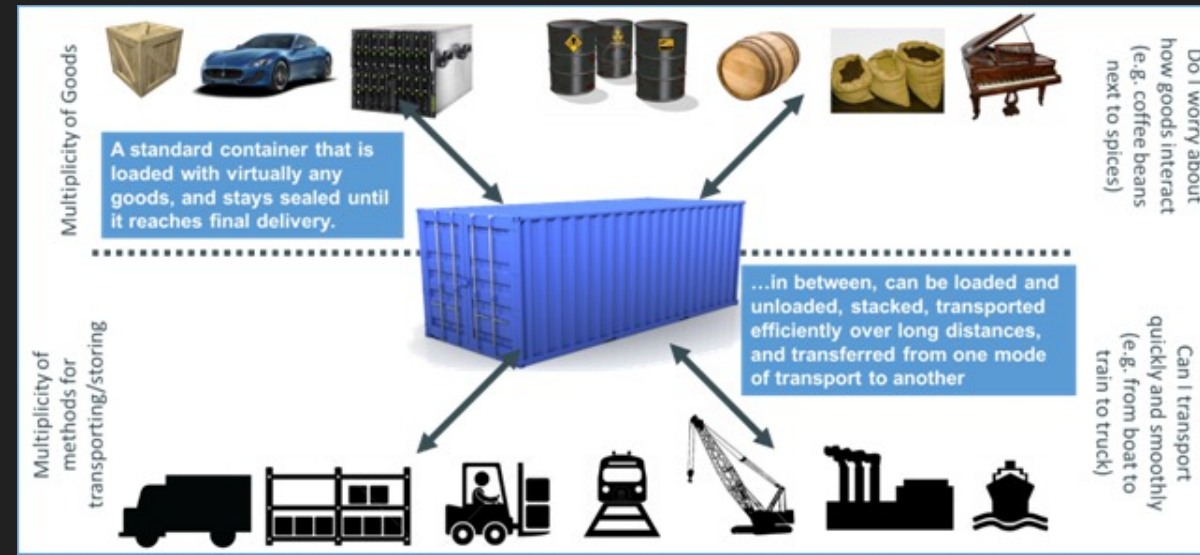 Multiplicity of Goods
A standard container that is
loaded with virtually any
goods, and stays sealed until
it reaches final delivery.
Do I worry about
how goods interact
(e.g. coffee beans
next to spices)
Multiplicity of
methods for
transporting/storing
...in between, can be loaded and
unloaded, stacked, transported
efficiently over long distances,
and transferred from one mode
of transport to another
Can I transport
quickly and smoothly
(e.g. from boat to
train to truck)